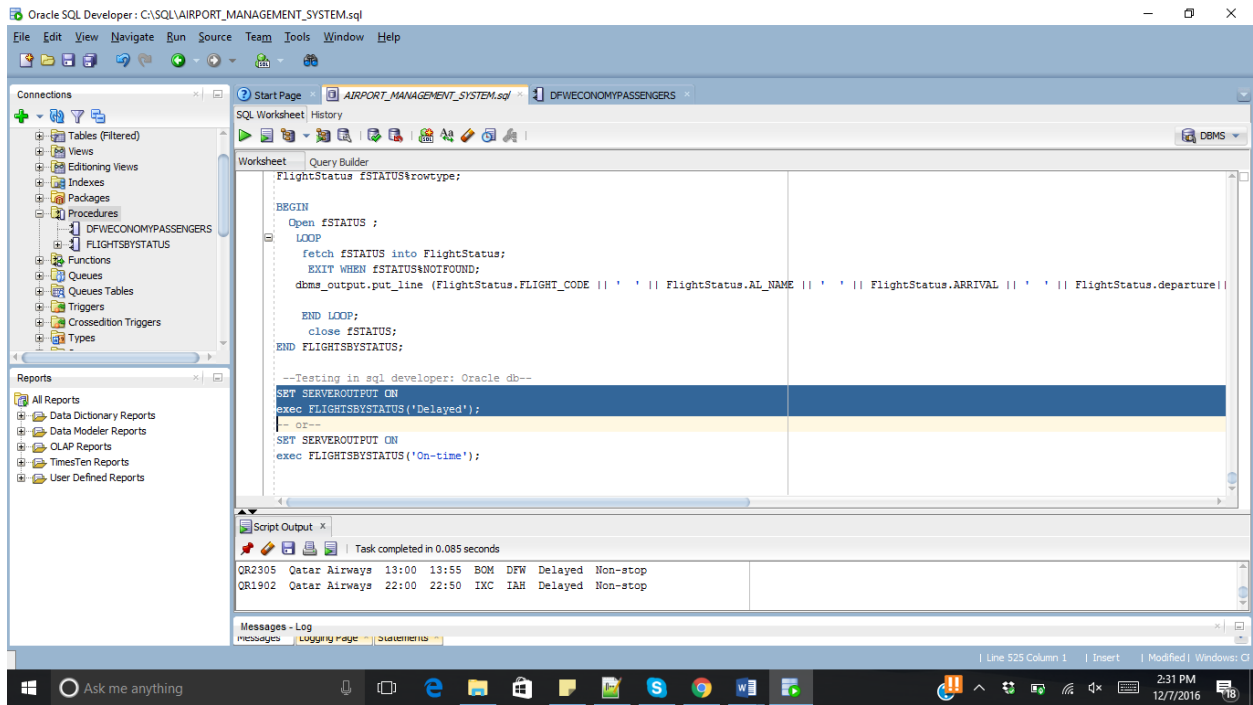 Oracle SQL Developer : C:\SQL\AIRPORT_MANAGEMENT_SYSTEM.sql
File Edit View Navigate Run Source Team Tools Window Help
Connections
Tables (Filtered)
Views
Editioning Views
Indexes
Packages
Procedures
DFWECONOMYPASSENGERS
FLIGHTSBYSTATUS
Functions
Queues
Queues Tables
Triggers
Crossedition Triggers
Types
Reports
All Reports
Data Dictionary Reports
Data Modeler Reports
OLAP Reports
TimesTen Reports
User Defined Reports
Start Page AIRPORT_MANAGEMENT_SYSTEM.sql DFWECONOMYPASSENGERS
SQL Worksheet History
DBMS
Worksheet Query Builder
FlightStatus fSTATUS%rowtype;
BEGIN
Open fSTATUS ;
LOOP
fetch fSTATUS into FlightStatus;
EXIT WHEN fSTATUS%NOTFOUND;
dbms_output.put_line (FlightStatus.FLIGHT_CODE || ' ' || FlightStatus.AL_NAME || ' ' || FlightStatus.ARRIVAL || ' ' || FlightStatus.departure||
END LOOP;
close fSTATUS;
END FLIGHTSBYSTATUS;
--Testing in sql developer: Oracle db--
SET SERVEROUTPUT ON
exec FLIGHTSBYSTATUS('Delayed');
-- or--
SET SERVEROUTPUT ON
exec FLIGHTSBYSTATUS('On-time');
Script Output
Task completed in 0.085 seconds
QR2305 Qatar Airways 13:00 13:55 BOM DFW Delayed Non-stop
QR1902 Qatar Airways 22:00 22:50 IXC IAH Delayed Non-stop
Messages - Log
Messages Logging Page Statements
| Line 525 Column 1 | Insert | Modified | Windows: CF
Ask me anything
2:31 PM
12/7/2016
18